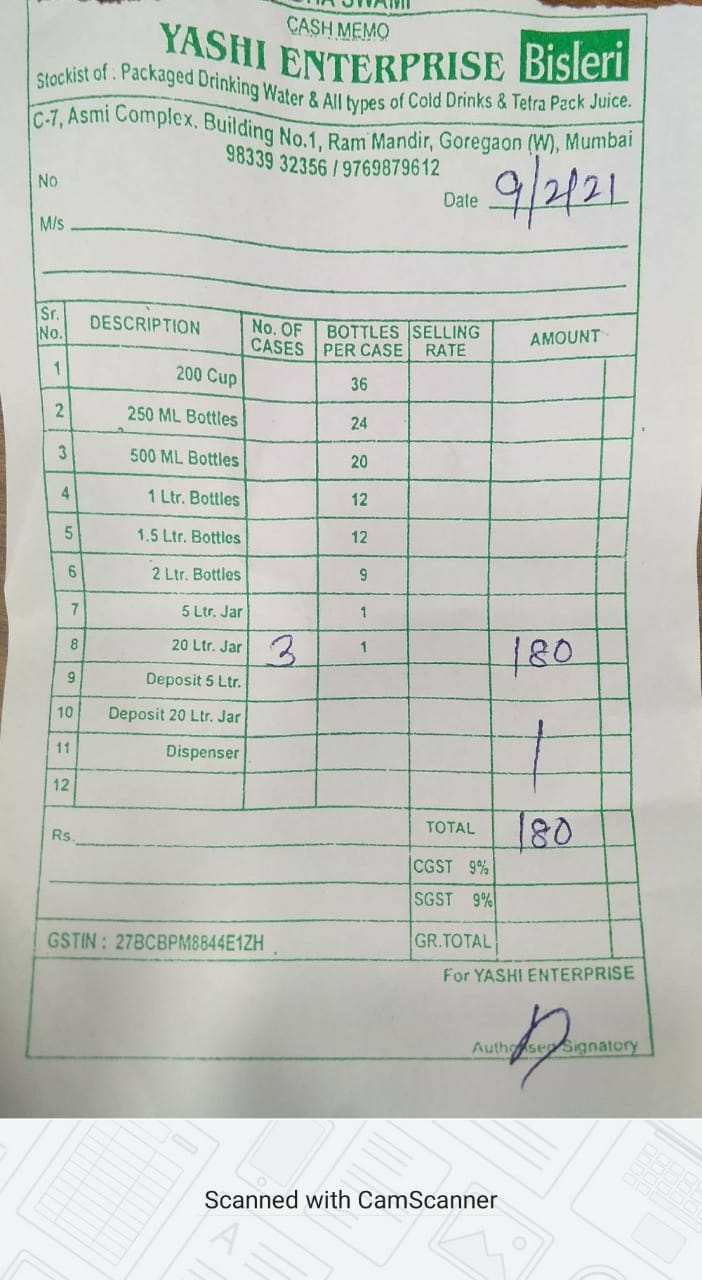 CASH MEMO
YASHI ENTERPRISE Bisleri
Stockist of : Packaged Drinking Water & All types of Cold Drinks & Tetra Pack Juice.
C-7, Asmi Complex, Building No.1, Ram Mandir, Goregaon (W), Mumbai
98339 32356 / 9769879612
No
Date 9/2/21
M/s
Sr. No. DESCRIPTION No. OF CASES BOTTLES PER CASE SELLING RATE AMOUNT
1 200 Cup 36
2 250 ML Bottles 24
3 500 ML Bottles 20
4 1 Ltr. Bottles 12
5 1.5 Ltr. Bottles 12
6 2 Ltr. Bottles 9
7 5 Ltr. Jar 1
8 20 Ltr. Jar 3 1 180
9 Deposit 5 Ltr.
10 Deposit 20 Ltr. Jar
11 Dispenser
12
Rs. TOTAL 180
CGST 9%
SGST 9%
GSTIN : 27BCBPM8844E1ZH GR.TOTAL
For YASHI ENTERPRISE
Authorised Signatory
Scanned with CamScanner